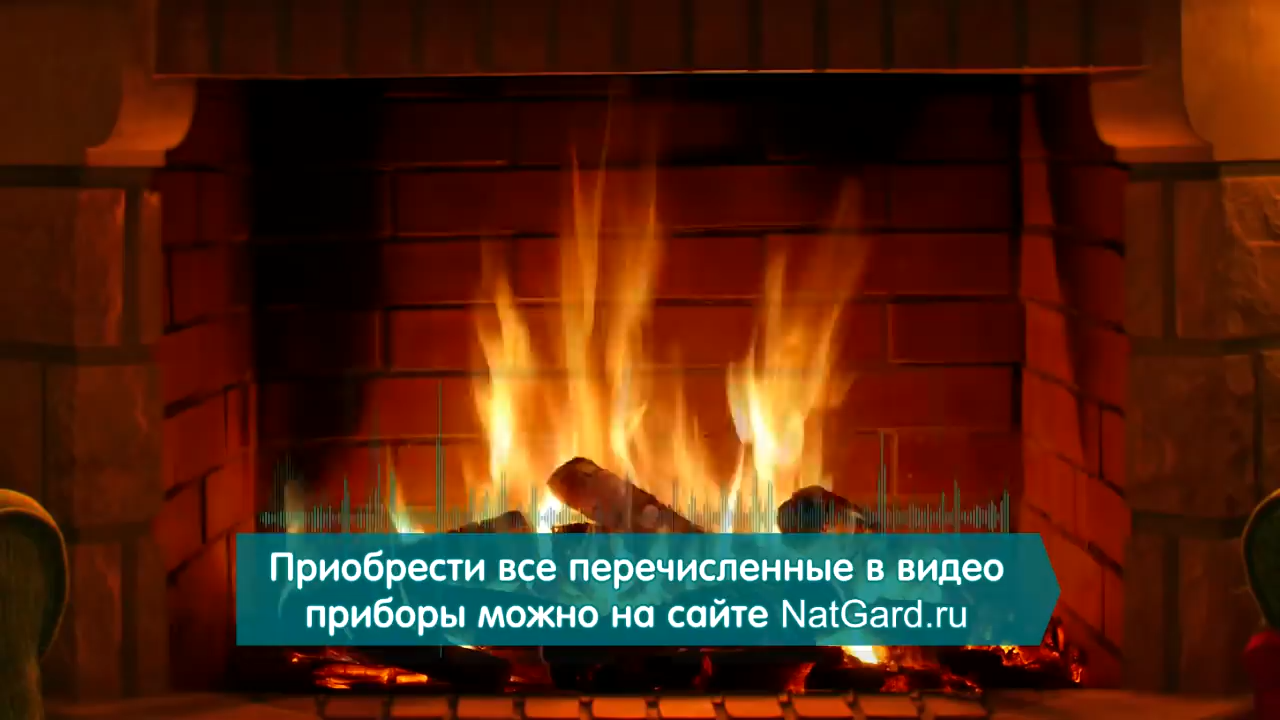 Приобрести все перечисленные в видео
приборы можно на сайте NatGard.ru